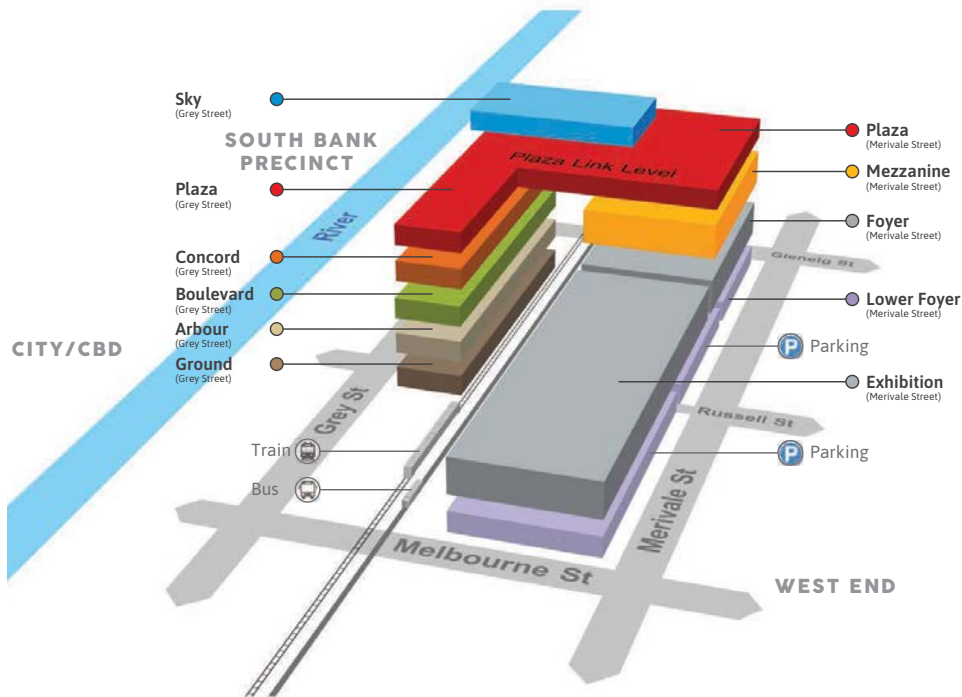 Sky
(Grey Street)
SOUTH BANK
PRECINCT
Plaza
(Grey Street)
River
Concord
(Grey Street)
Boulevard
(Grey Street)
Arbour
(Grey Street)
CITY/CBD
Ground
(Grey Street)
Plaza Link Level
Plaza
(Merivale Street)
Mezzanine
(Merivale Street)
Foyer
(Merivale Street)
Glenelg St
Lower Foyer
(Merivale Street)
P Parking
Exhibition
(Merivale Street)
Russell St
P Parking
Grey St
Train
Bus
Merivale St
Melbourne St
WEST END